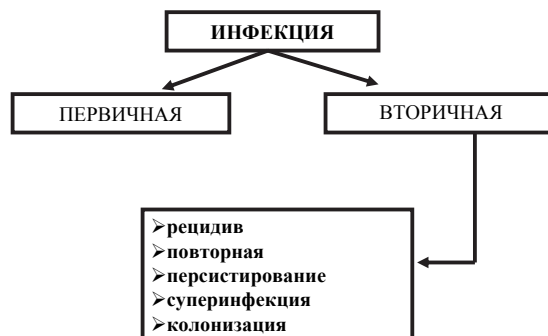 ИНФЕКЦИЯ
ПЕРВИЧНАЯ
ВТОРИЧНАЯ
➢рецидив
➢повторная
➢персистирование
➢суперинфекция
➢колонизация